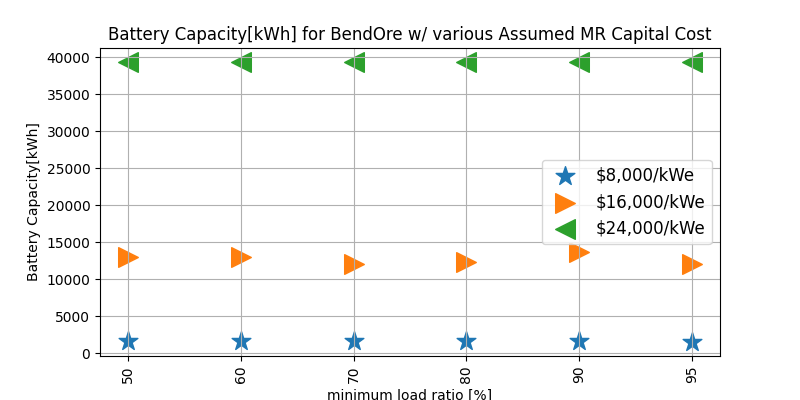 Battery Capacity[kWh] for BendOre w/ various Assumed MR Capital Cost
Battery Capacity[kWh]
40000
35000
30000
25000
20000
15000
10000
5000
0
$8,000/kWe
$16,000/kWe
$24,000/kWe
50
60
70
80
90
95
minimum load ratio [%]